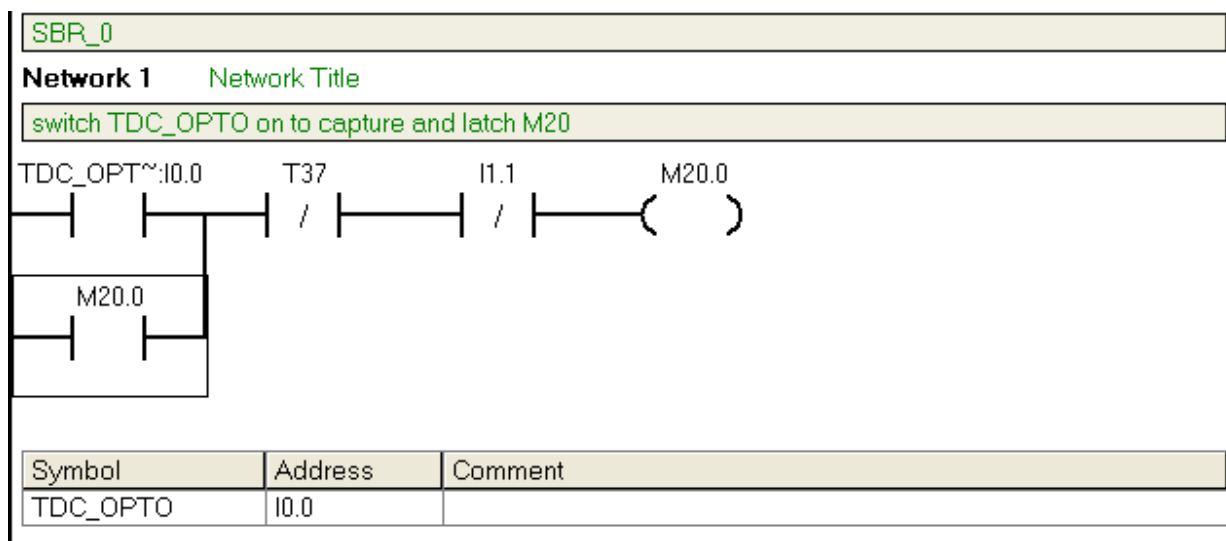 SBR_0
Network 1 Network Title
switch TDC_OPTO on to capture and latch M20
TDC_OPT~:I0.0 T37 I1.1 M20.0
/ /
M20.0
Symbol Address Comment
TDC_OPTO I0.0